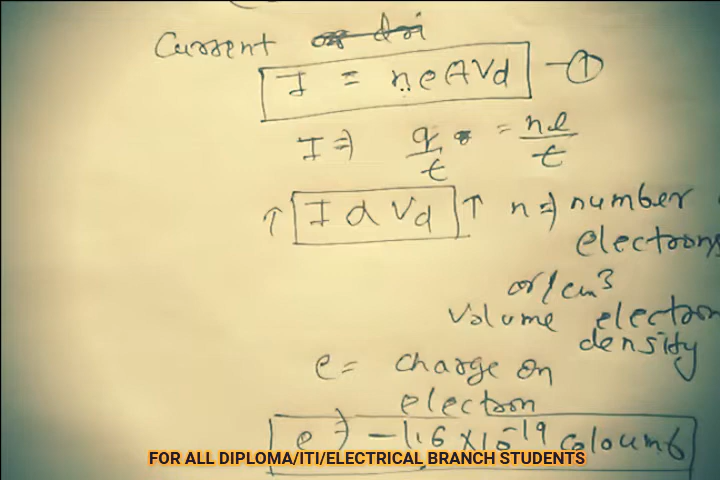 Current
I = neAVd —①
I ⇒ q/t = ne/t
↑ I α Vd ↑ n ⇒ number
electrons
or/cm³
volume electron
density
e = charge on
electron
e ⇒ -1.6 x 10⁻¹⁹ coloumb
FOR ALL DIPLOMA/ITI/ELECTRICAL BRANCH STUDENTS